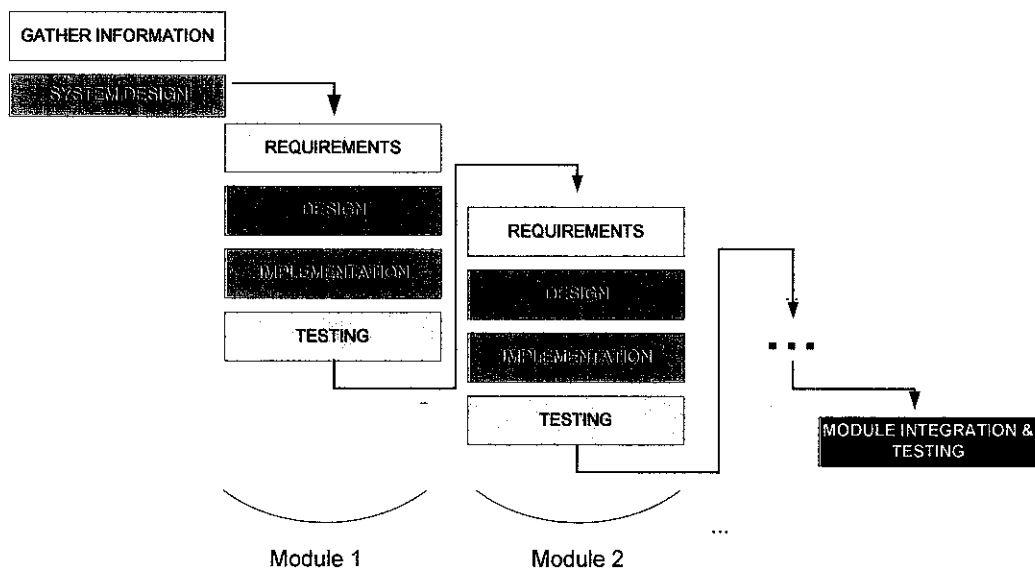 GATHER INFORMATION
SYSTEM DESIGN
REQUIREMENTS
DESIGN
IMPLEMENTATION
TESTING
REQUIREMENTS
DESIGN
IMPLEMENTATION
TESTING
...
MODULE INTEGRATION &
TESTING
...
Module 1
Module 2